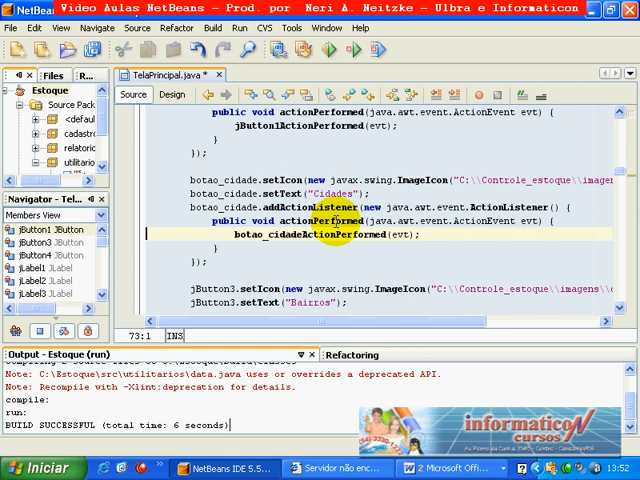 NetBeans
Video Aulas NetBeans - Prod. por Neri A. Neitzke - Ulbra e Informaticon
File Edit View Navigate Source Refactor Build Run CVS Tools Window Help
Files R...
TelaPrincipal.java *
Estoque
Source Pack
<defau
cadastro
relatorio
utilitario
Source Design
public void actionPerformed(java.awt.event.ActionEvent evt) {
jButton1ActionPerformed(evt);
}
});
botao_cidade.setIcon(new javax.swing.ImageIcon("C:\\Controle_estoque\\imagens
botao_cidade.setText("Cidades");
botao_cidade.addActionListener(new java.awt.event.ActionListener() {
public void actionPerformed(java.awt.event.ActionEvent evt) {
botao_cidadeActionPerformed(evt);
}
});
jButton3.setIcon(new javax.swing.ImageIcon("C:\\Controle_estoque\\imagens\\
jButton3.setText("Bairros");
Navigator - Tel...
Members View
jButton1 JButton
jButton3 JButton
jButton4 JButton
jLabel1 JLabel
jLabel2 JLabel
jLabel3 JLabel
73:1 INS
Output - Estoque (run)
Refactoring
Note: C:\Estoque\src\utilitarios\data.java uses or overrides a deprecated API.
Note: Recompile with -Xlint:deprecation for details.
compile:
run:
BUILD SUCCESSFUL (total time: 6 seconds)
informaticon
cursos
Iniciar
NetBeans IDE 5.5...
Servidor não enc...
2 Microsoft Offi...
13:52